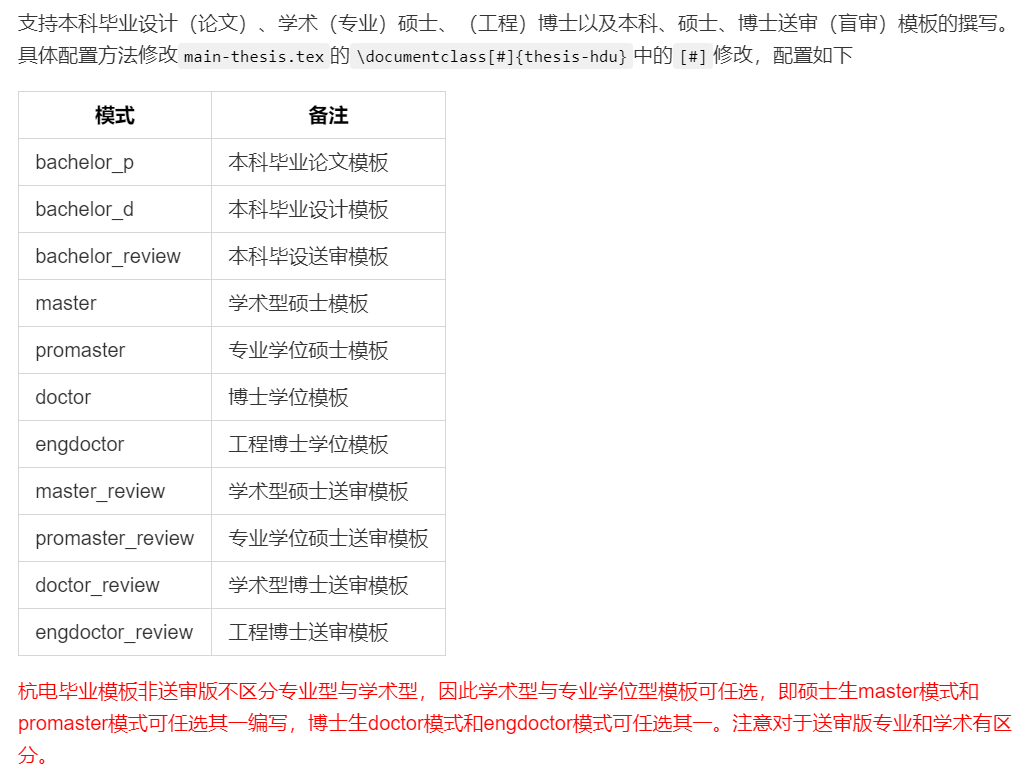 支持本科毕业设计（论文）、学术（专业）硕士、（工程）博士以及本科、硕士、博士送审（盲审）模板的撰写。
具体配置方法修改 main-thesis.tex 的 \documentclass[#]{thesis-hdu} 中的 [#] 修改，配置如下
模式 备注
bachelor_p 本科毕业论文模板
bachelor_d 本科毕业设计模板
bachelor_review 本科毕设送审模板
master 学术型硕士模板
promaster 专业学位硕士模板
doctor 博士学位模板
engdoctor 工程博士学位模板
master_review 学术型硕士送审模板
promaster_review 专业学位硕士送审模板
doctor_review 学术型博士送审模板
engdoctor_review 工程博士送审模板
杭电毕业模板非送审版不区分专业型与学术型，因此学术型与专业学位型模板可任选，即硕士生master模式和
promaster模式可任选其一编写，博士生doctor模式和engdoctor模式可任选其一。注意对于送审版专业和学术有区
分。